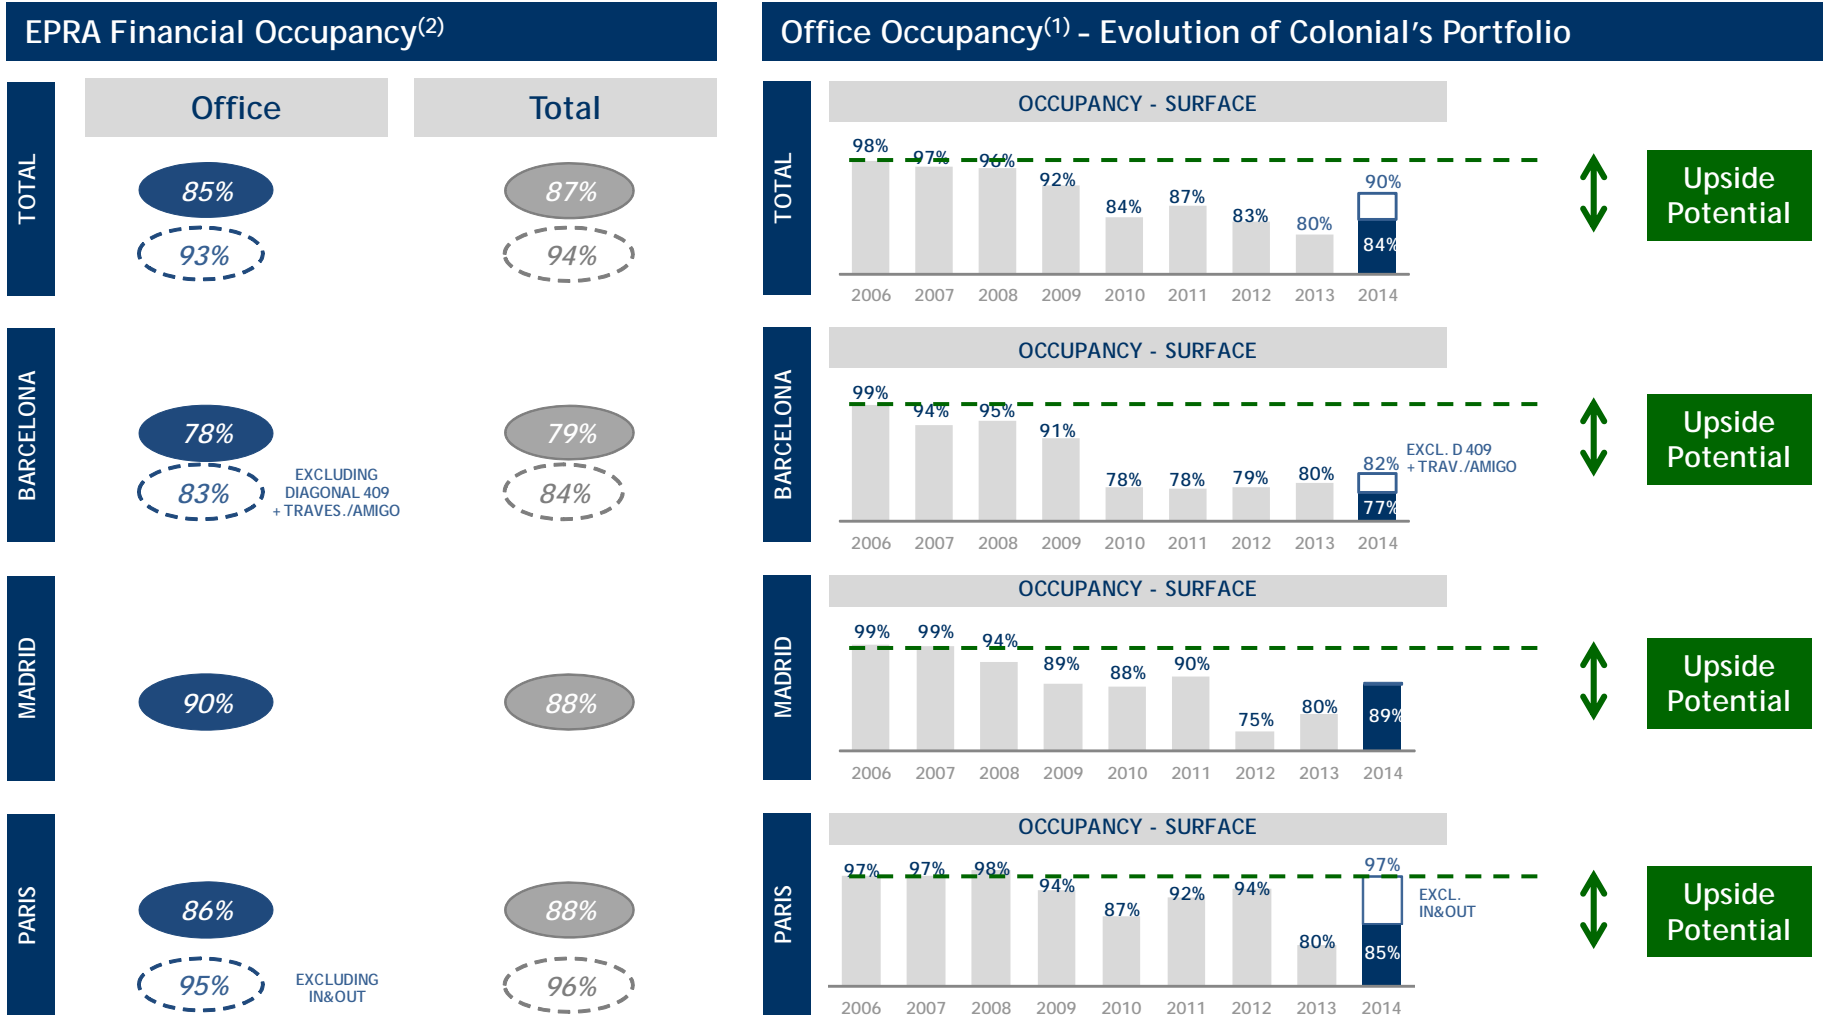 EPRA Financial Occupancy(2)
Office
Total
TOTAL
85%
87%
93%
94%
BARCELONA
78%
79%
83%
EXCLUDING
DIAGONAL 409
+ TRAVES./AMIGO
84%
MADRID
90%
88%
PARIS
86%
88%
95%
EXCLUDING
IN&OUT
96%
Office Occupancy(1) – Evolution of Colonial's Portfolio
TOTAL
OCCUPANCY - SURFACE
98% 97% 96% 92% 84% 87% 83% 80% 90%
84%
2006 2007 2008 2009 2010 2011 2012 2013 2014
Upside
Potential
BARCELONA
OCCUPANCY - SURFACE
99% 94% 95% 91% 78% 78% 79% 80% 82%
EXCL. D 409
+ TRAV./AMIGO
77%
2006 2007 2008 2009 2010 2011 2012 2013 2014
Upside
Potential
MADRID
OCCUPANCY - SURFACE
99% 99% 94% 89% 88% 90% 75% 80% 89%
2006 2007 2008 2009 2010 2011 2012 2013 2014
Upside
Potential
PARIS
OCCUPANCY - SURFACE
97% 97% 98% 94% 87% 92% 94% 80% 97%
EXCL.
IN&OUT
85%
2006 2007 2008 2009 2010 2011 2012 2013 2014
Upside
Potential